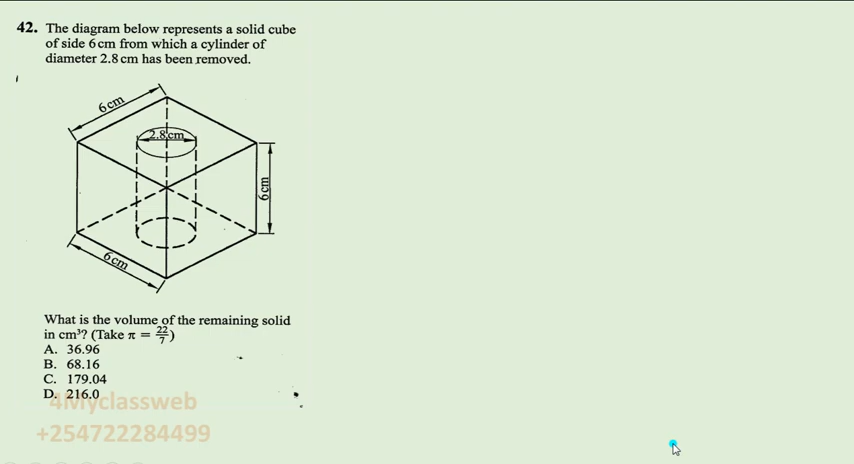 42. The diagram below represents a solid cube
of side 6 cm from which a cylinder of
diameter 2.8 cm has been removed.
6 cm
2.8 cm
6 cm
6 cm
What is the volume of the remaining solid
in cm³? (Take π = 22/7)
A. 36.96
B. 68.16
C. 179.04
D. 216.0
4Myclassweb
+254722284499